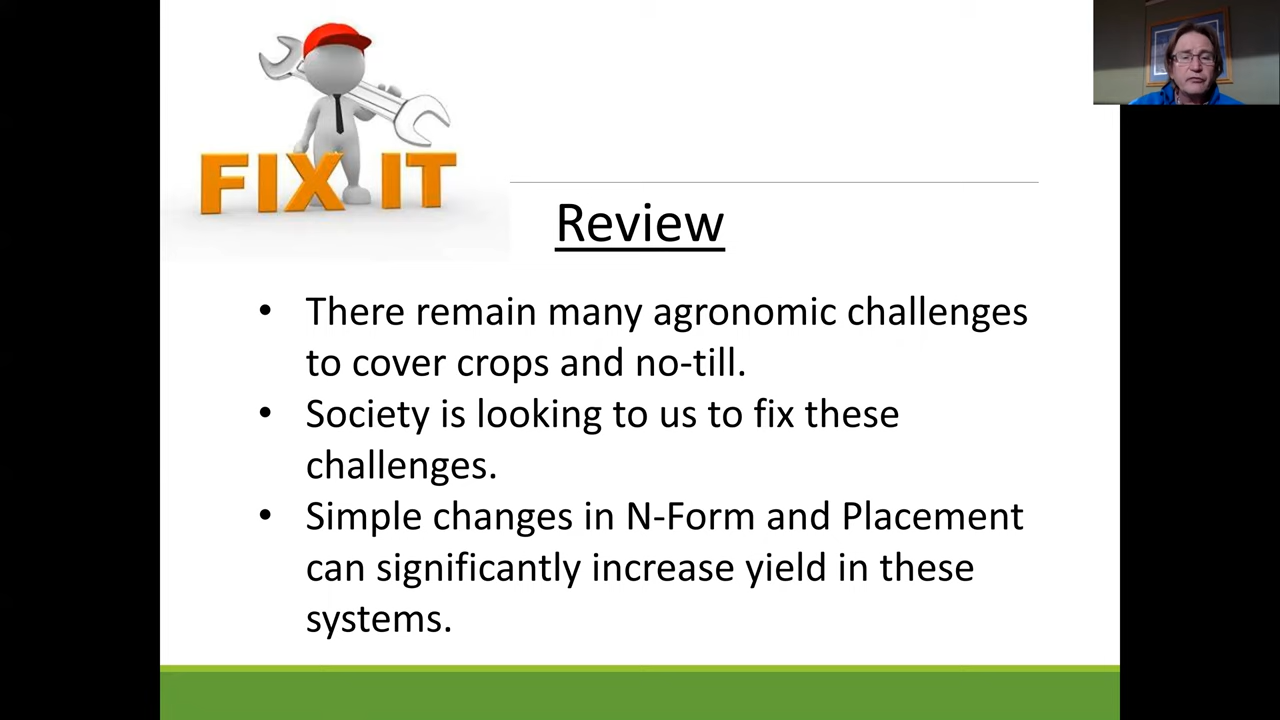 FIX IT
Review
• There remain many agronomic challenges
to cover crops and no-till.
• Society is looking to us to fix these
challenges.
• Simple changes in N-Form and Placement
can significantly increase yield in these
systems.